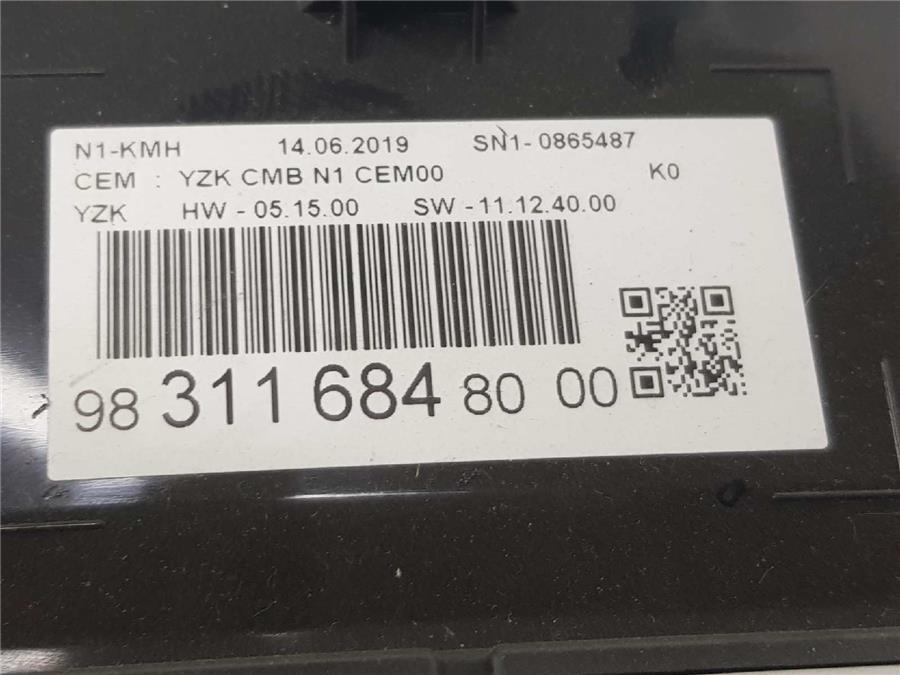 N1-KMH 14.06.2019 SN1-0865487
CEM : YZK CMB N1 CEM00 K0
YZK HW - 05.15.00 SW - 11.12.40.00
98 311 684 80 00